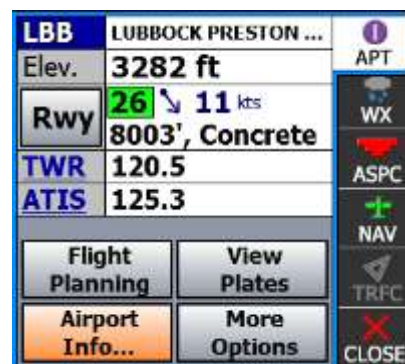 LBB LUBBOCK PRESTON ...
Elev. 3282 ft
Rwy 26 11 kts
8003', Concrete
TWR 120.5
ATIS 125.3
Flight Planning
View Plates
Airport Info...
More Options
APT
WX
ASPC
NAV
TRFC
CLOSE